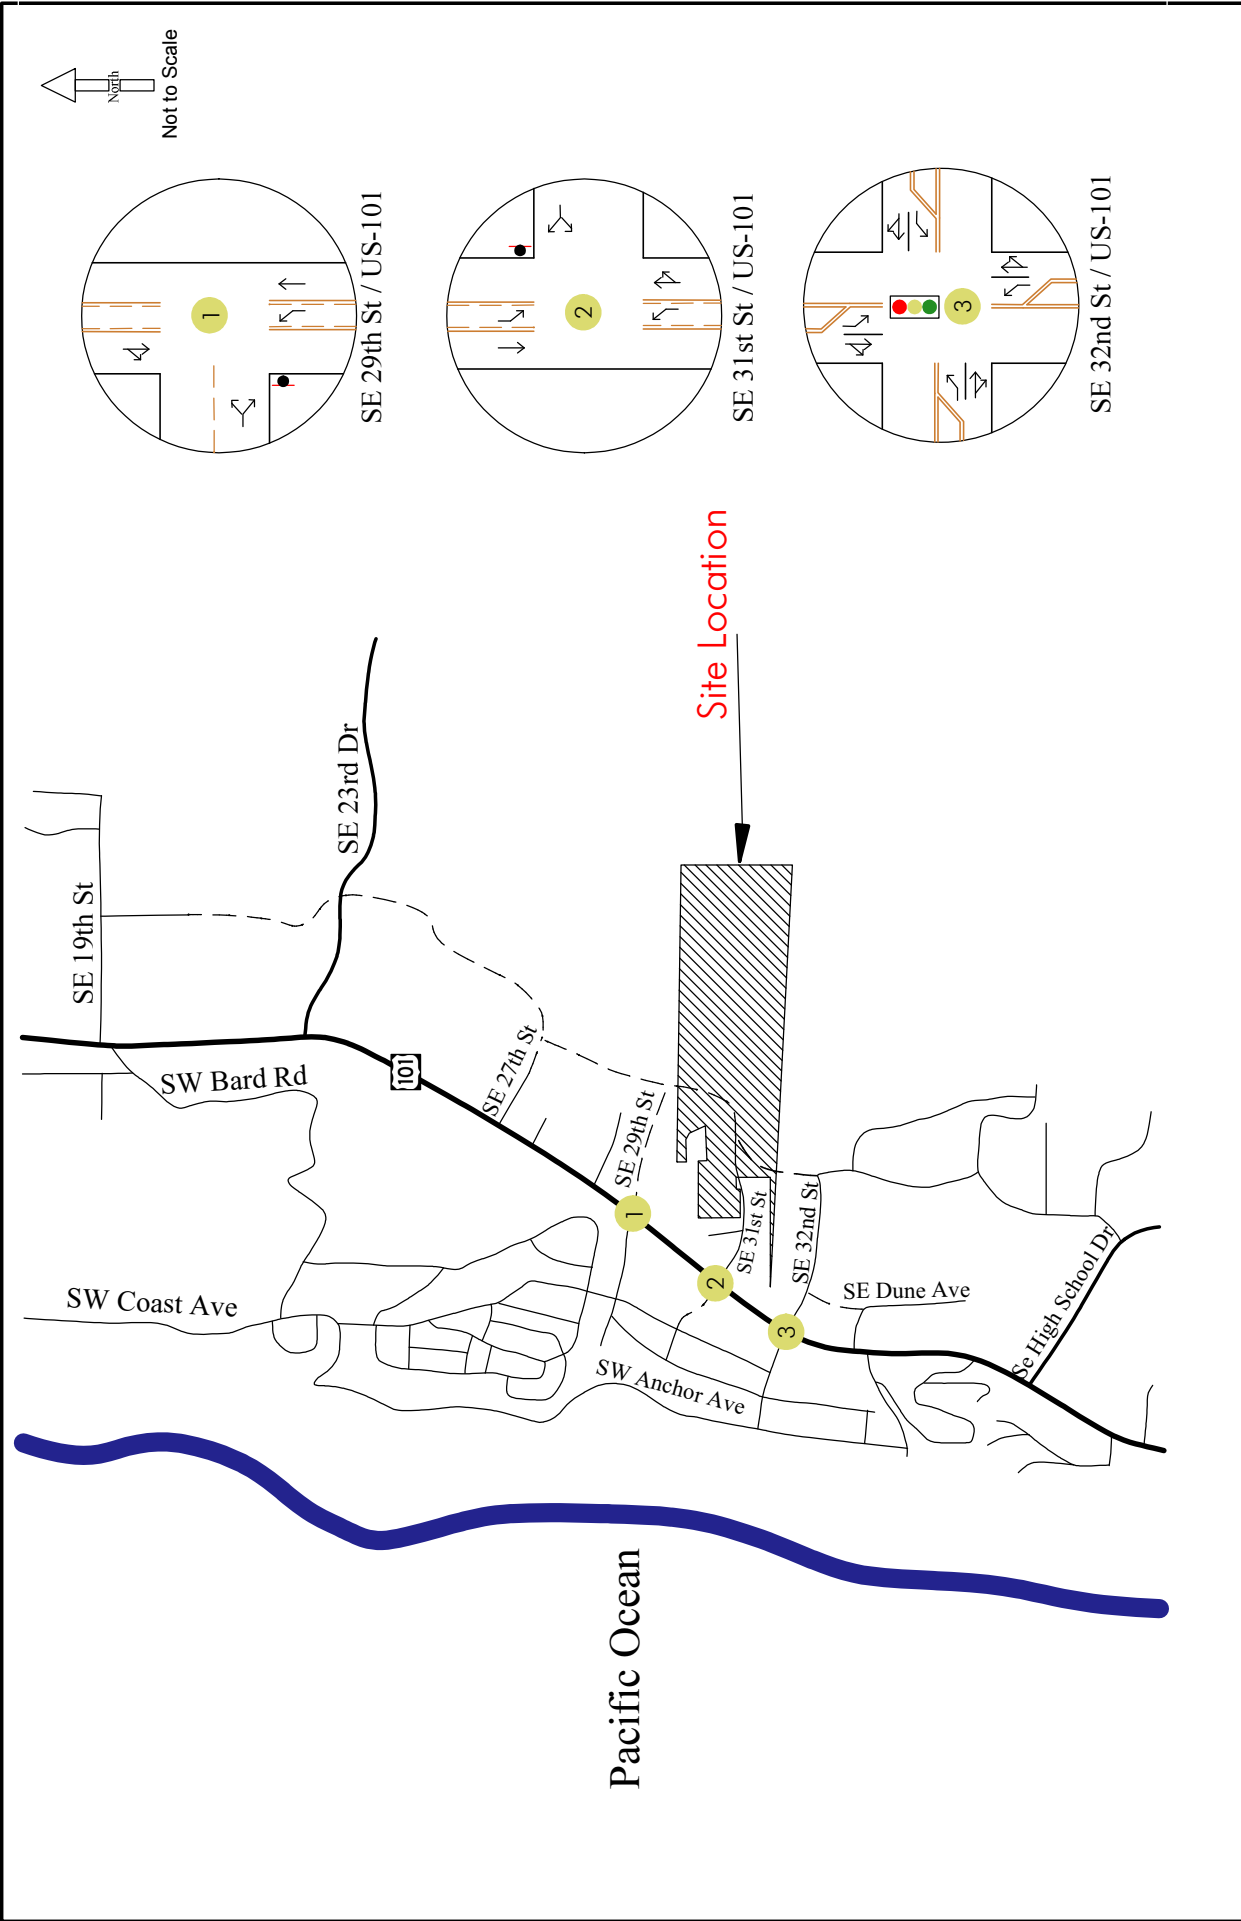 North
Not to Scale
1
SE 29th St / US-101
2
SE 31st St / US-101
3
SE 32nd St / US-101
Site Location
SE 19th St
SE 23rd Dr
SW Bard Rd
101
SE 27th St
SE 29th St
1
SE 31st St
2
SE 32nd St
3
SW Coast Ave
SE Dune Ave
SW Anchor Ave
Se High School Dr
Pacific Ocean